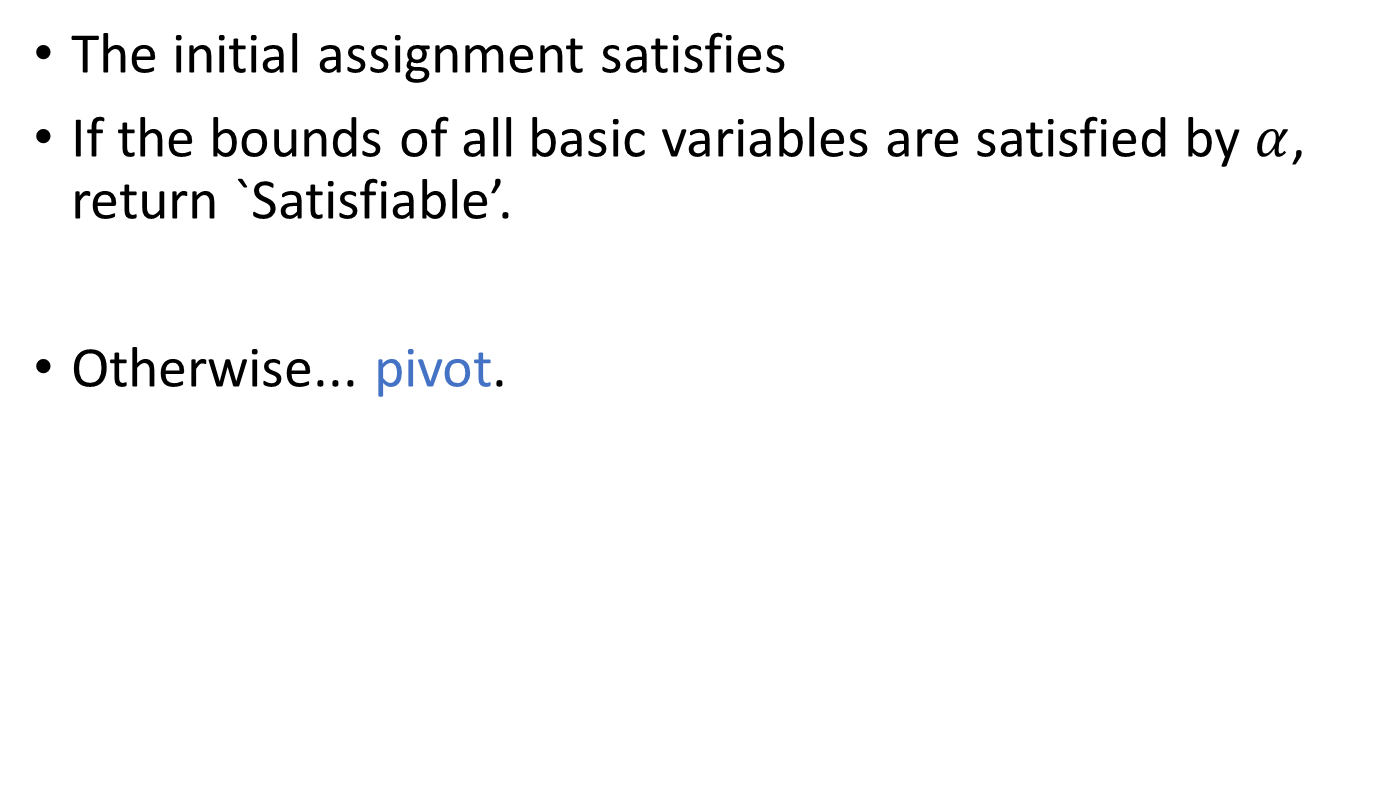 • The initial assignment satisfies
• If the bounds of all basic variables are satisfied by 𝛼,
return `Satisfiable’.
• Otherwise... pivot.